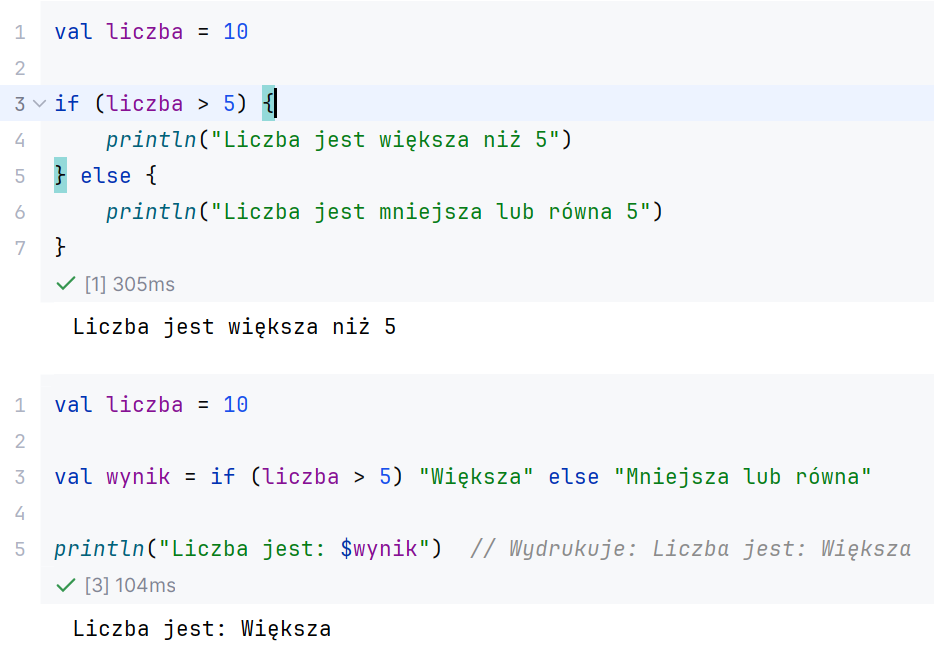 1 val liczba = 10
2
3 if (liczba > 5) {
4     println("Liczba jest większa niż 5")
5 } else {
6     println("Liczba jest mniejsza lub równa 5")
7 }
[1] 305ms
Liczba jest większa niż 5
1 val liczba = 10
2
3 val wynik = if (liczba > 5) "Większa" else "Mniejsza lub równa"
4
5 println("Liczba jest: $wynik")  // Wydrukuje: Liczba jest: Większa
[3] 104ms
Liczba jest: Większa